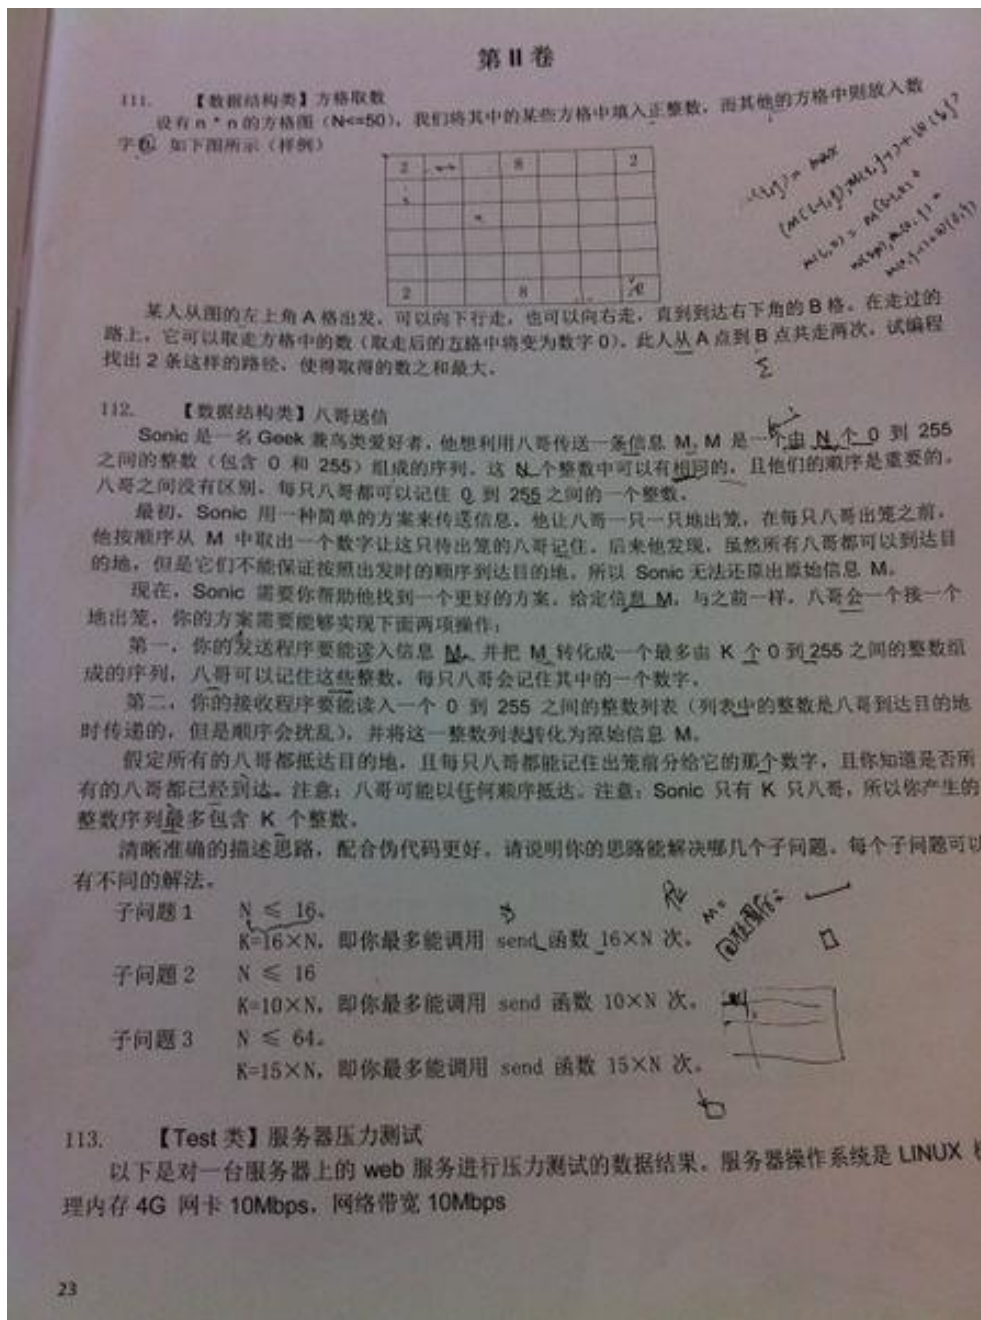 第 II 卷
111. 【数据结构类】方格取数
设有 n * n 的方格图（N<=50），我们将其中的某些方格中填入正整数，而其他的方格中则放入数
字 0。如下图所示（样例）
2 8 2
2 8
某人从图的左上角 A 格出发，可以向下行走，也可以向右走，直到到达右下角的 B 格。在走过的
路上，它可以取走方格中的数（取走后的方格中将变为数字 0）。此人从 A 点到 B 点共走两次，试编程
找出 2 条这样的路径，使得取得的数之和最大。
112. 【数据结构类】八哥送信
Sonic 是一名 Geek 兼鸟类爱好者，他想利用八哥传送一条信息 M，M 是一个由 N 个 0 到 255
之间的整数（包含 0 和 255）组成的序列，这 N 个整数中可以有相同的，且他们的顺序是重要的。
八哥之间没有区别，每只八哥都可以记住 0 到 255 之间的一个整数。
最初，Sonic 用一种简单的方案来传送信息，他让八哥一只一只地出笼，在每只八哥出笼之前，
他按顺序从 M 中取出一个数字让这只待出笼的八哥记住。后来他发现，虽然所有八哥都可以到达目
的地，但是它们不能保证按照出发时的顺序到达目的地。所以 Sonic 无法还原出原始信息 M。
现在，Sonic 需要你帮助他找到一个更好的方案。给定信息 M，与之前一样，八哥会一个接一个
地出笼，你的方案需要能够实现下面两项操作：
第一，你的发送程序要能读入信息 M，并把 M 转化成一个最多由 K 个 0 到 255 之间的整数组
成的序列，八哥可以记住这些整数，每只八哥会记住其中的一个数字。
第二，你的接收程序要能读入一个 0 到 255 之间的整数列表（列表中的整数是八哥到达目的地
时传递的，但是顺序会扰乱），并将这一整数列表转化为原始信息 M。
假定所有的八哥都抵达目的地，且每只八哥都能记住出笼前分给它的那个数字，且你知道是否所
有的八哥都已经到达。注意：八哥可能以任何顺序抵达。注意：Sonic 只有 K 只八哥，所以你产生的
整数序列最多包含 K 个整数。
清晰准确的描述思路，配合伪代码更好。请说明你的思路能解决哪几个子问题。每个子问题可以
有不同的解法。
子问题 1 N ≤ 16。
K=16×N，即你最多能调用 send 函数 16×N 次。
子问题 2 N ≤ 16
K=10×N，即你最多能调用 send 函数 10×N 次。
子问题 3 N ≤ 64。
K=15×N，即你最多能调用 send 函数 15×N 次。
113. 【Test 类】服务器压力测试
以下是对一台服务器上的 web 服务进行压力测试的数据结果。服务器操作系统是 LINUX
理内存 4G 网卡 10Mbps，网络带宽 10Mbps
23